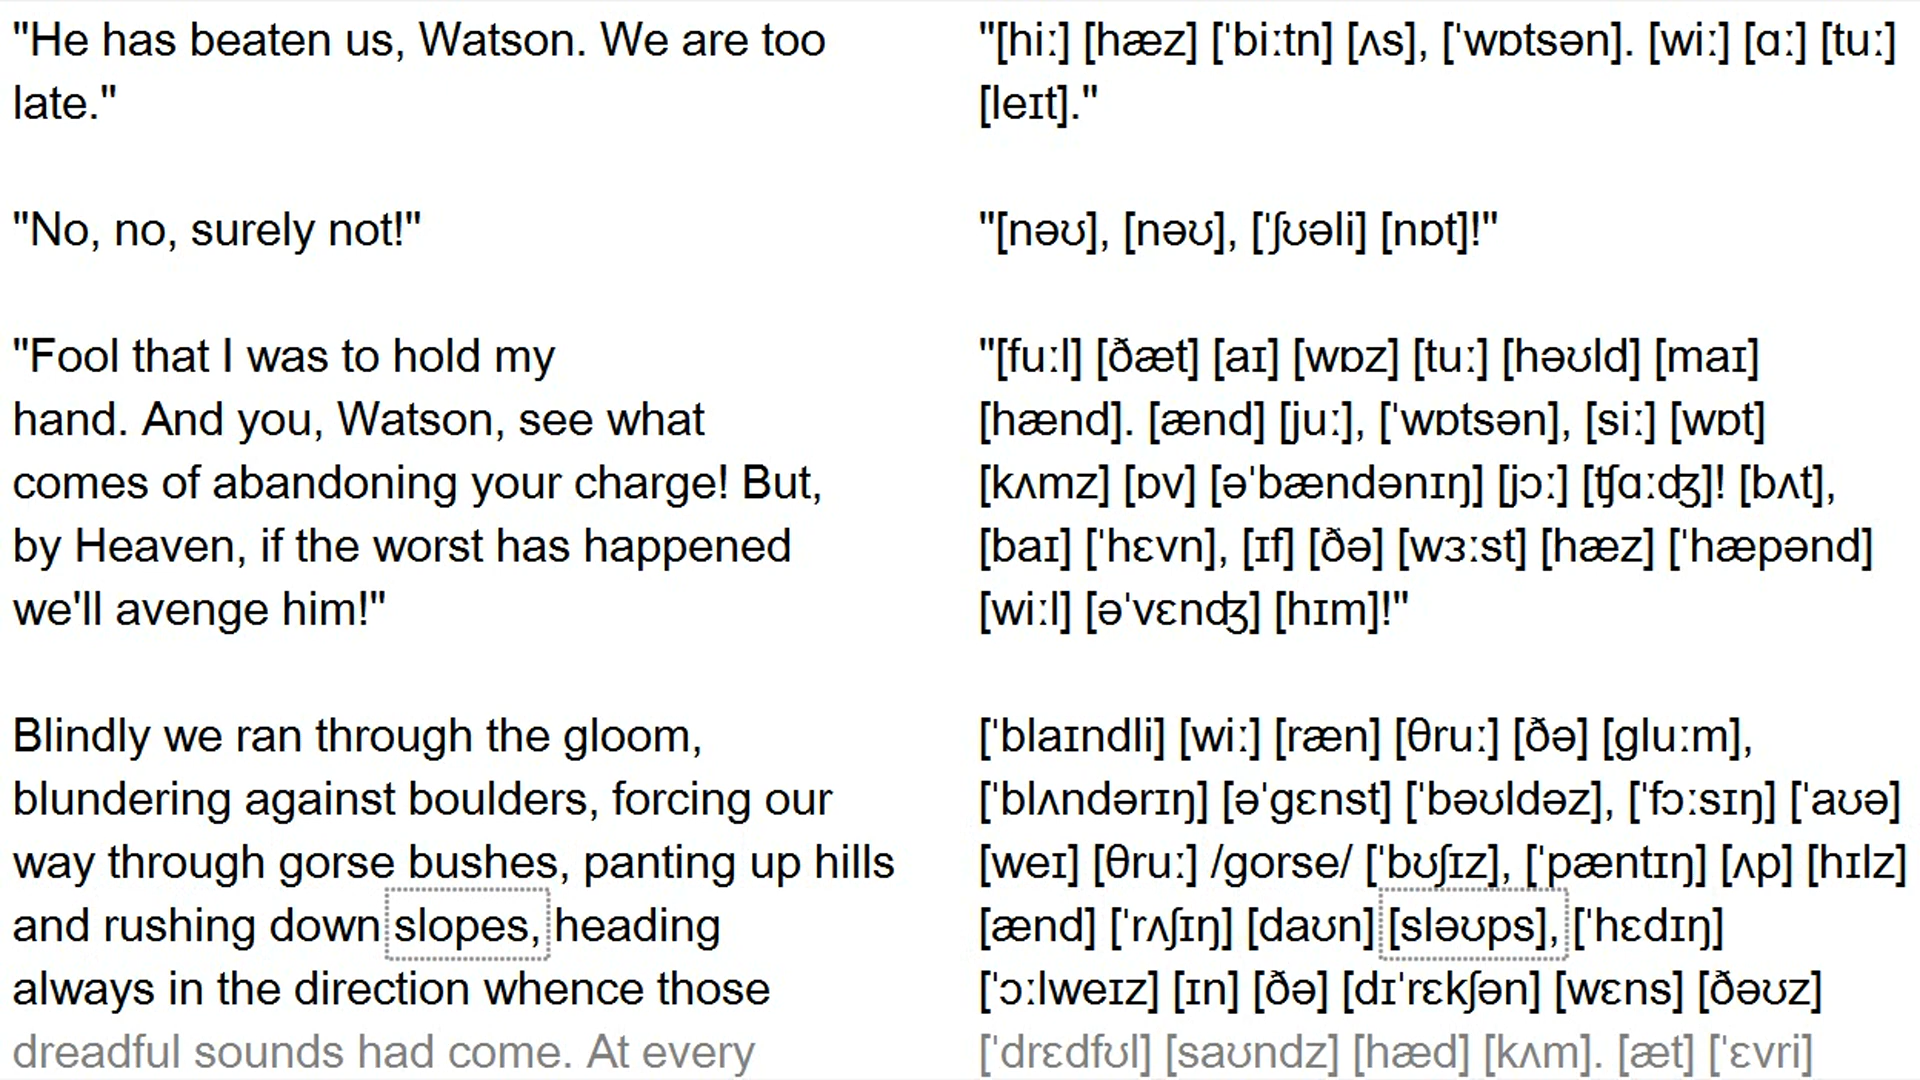 "He has beaten us, Watson. We are too
late."
"No, no, surely not!"
"Fool that I was to hold my
hand. And you, Watson, see what
comes of abandoning your charge! But,
by Heaven, if the worst has happened
we'll avenge him!"
Blindly we ran through the gloom,
blundering against boulders, forcing our
way through gorse bushes, panting up hills
and rushing down slopes, heading
always in the direction whence those
dreadful sounds had come. At every
"[hiː] [hæz] [ˈbiːtn] [ʌs], [ˈwɒtsən]. [wiː] [ɑː] [tuː]
[leɪt]."
"[nəʊ], [nəʊ], [ˈʃʊəli] [nɒt]!"
"[fuːl] [ðæt] [aɪ] [wɒz] [tuː] [həʊld] [maɪ]
[hænd]. [ænd] [juː], [ˈwɒtsən], [siː] [wɒt]
[kʌmz] [ɒv] [əˈbændənɪŋ] [jɔː] [ʧɑːʤ]! [bʌt],
[baɪ] [ˈhɛvn], [ɪf] [ðə] [wɜːst] [hæz] [ˈhæpənd]
[wiːl] [əˈvɛnʤ] [hɪm]!"
[ˈblaɪndli] [wiː] [ræn] [θruː] [ðə] [gluːm],
[ˈblʌndərɪŋ] [əˈgɛnst] [ˈbəʊldəz], [ˈfɔːsɪŋ] [ˈaʊə]
[weɪ] [θruː] /gorse/ [ˈbʊʃɪz], [ˈpæntɪŋ] [ʌp] [hɪlz]
[ænd] [ˈrʌʃɪŋ] [daʊn] [sləʊps], [ˈhɛdɪŋ]
[ˈɔːlweɪz] [ɪn] [ðə] [dɪˈrɛkʃən] [wɛns] [ðəʊz]
[ˈdrɛdfʊl] [saʊndz] [hæd] [kʌm]. [æt] [ˈɛvri]